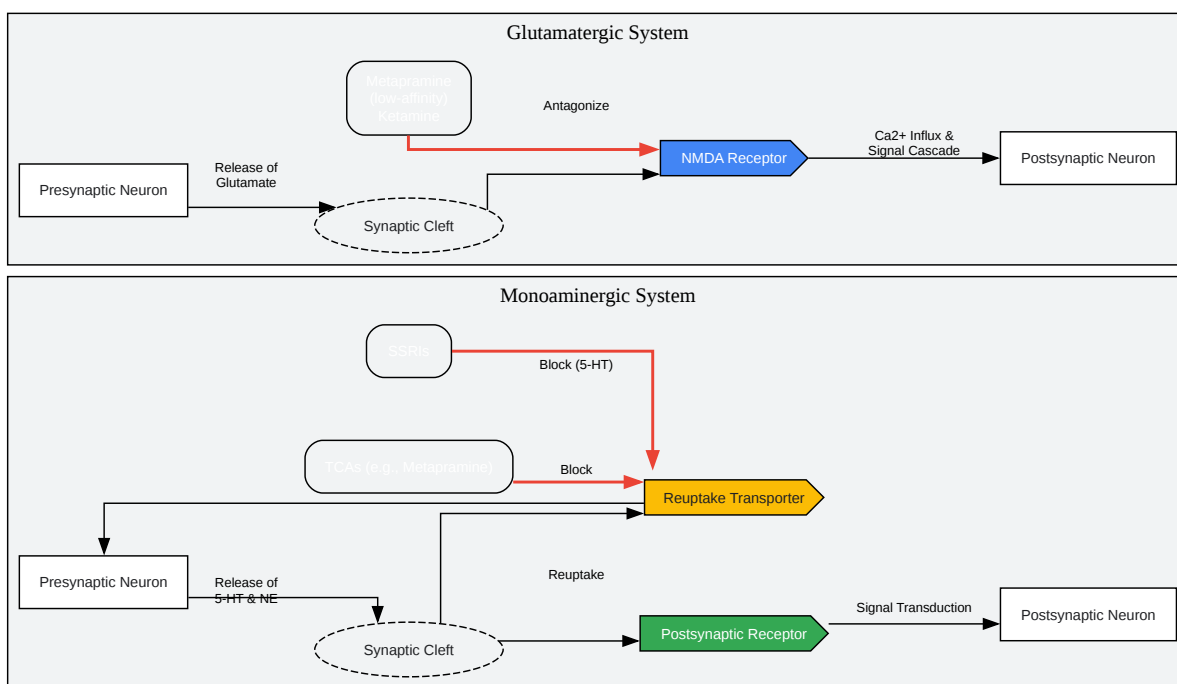 Glutamatergic System
Metapramine
(low-affinity)
Ketamine
Antagonize
NMDA Receptor
Ca2+ Influx &
Signal Cascade
Postsynaptic Neuron
Presynaptic Neuron
Release of
Glutamate
Synaptic Cleft
Monoaminergic System
SSRIs
Block (5-HT)
TCAs (e.g., Metapramine)
Block
Reuptake Transporter
Presynaptic Neuron
Release of
5-HT & NE
Reuptake
Synaptic Cleft
Postsynaptic Receptor
Signal Transduction
Postsynaptic Neuron